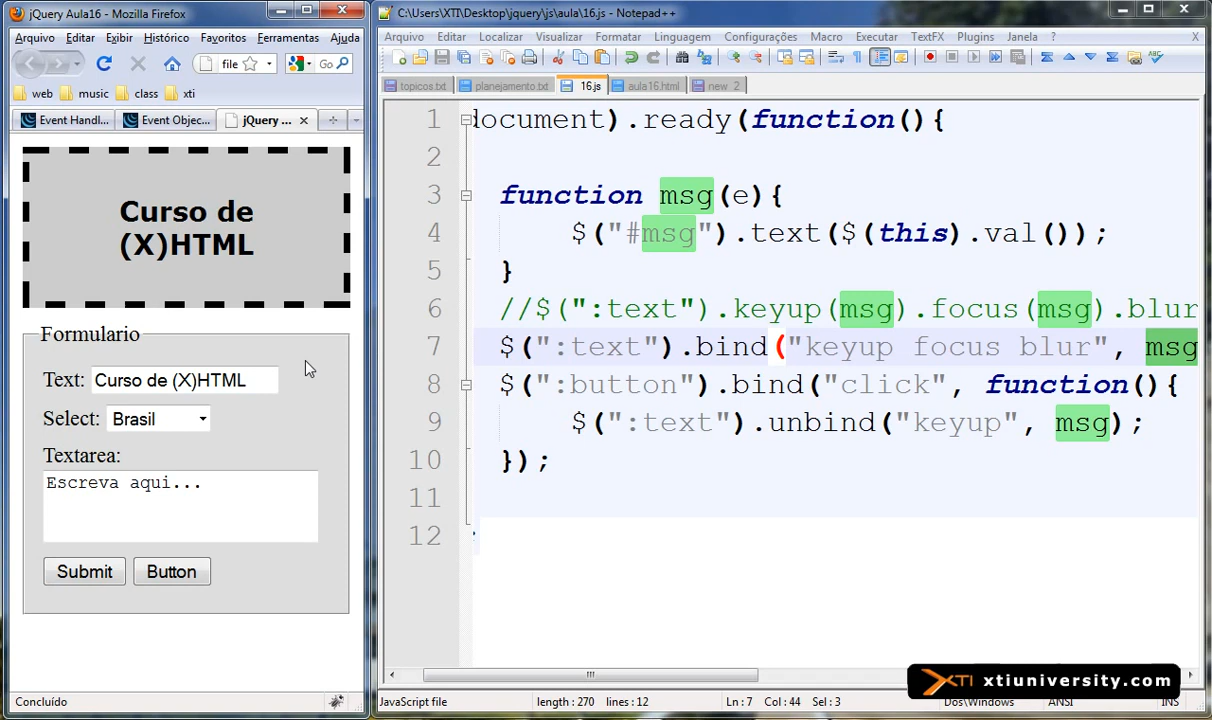 jQuery Aula16 - Mozilla Firefox
Arquivo Editar Exibir Histórico Favoritos Ferramentas Ajuda
file
Go
web music class xti
Event Handl...
Event Objec...
jQuery ...
Curso de
(X)HTML
Formulario
Text: Curso de (X)HTML
Select: Brasil
Textarea:
Escreva aqui...
Submit Button
Concluído
C:\Users\XTI\Desktop\jquery\js\aula\16.js - Notepad++
Arquivo Editar Localizar Visualizar Formatar Linguagem Configurações Macro Executar TextFX Plugins Janela ? X
topicos.txt planejamento.txt 16.js aula16.html new 2
1 document).ready(function(){
2
3 function msg(e){
4 $("#msg").text($(this).val());
5 }
6 //$(":text").keyup(msg).focus(msg).blur
7 $(":text").bind("keyup focus blur", msg
8 $(":button").bind("click", function(){
9 $(":text").unbind("keyup", msg);
10 });
11
12 ;
XTI xtiuniversity.com
JavaScript file length : 270 lines : 12 Ln : 7 Col : 44 Sel : 3 Dos\Windows ANSI INS